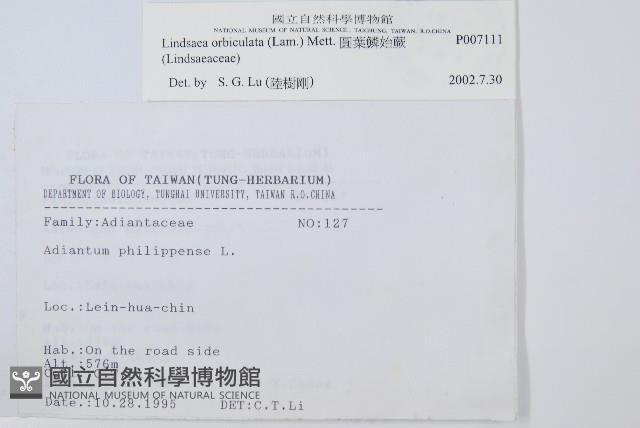 國立自然科學博物館
NATIONAL MUSEUM OF NATURAL SCIENCE, TAICHUNG, TAIWAN, R.O.CHINA
Lindsaea orbiculata (Lam.) Mett. 圓葉鱗始蕨 P007111
(Lindsaeaceae)
Det. by S. G. Lu (陸樹剛) 2002.7.30
FLORA OF TAIWAN(TUNG-HERBARIUM)
DEPARTMENT OF BIOLOGY, TUNGHAI UNIVERSITY, TAIWAN R.O.CHINA
Family:Adiantaceae NO:127
Adiantum philippense L.
Loc.:Lein-hua-chin
Hab.:On the road side
Alt.:576m
國立自然科學博物館
NATIONAL MUSEUM OF NATURAL SCIENCE
Date.:10.28.1995 DET:C.T.Li